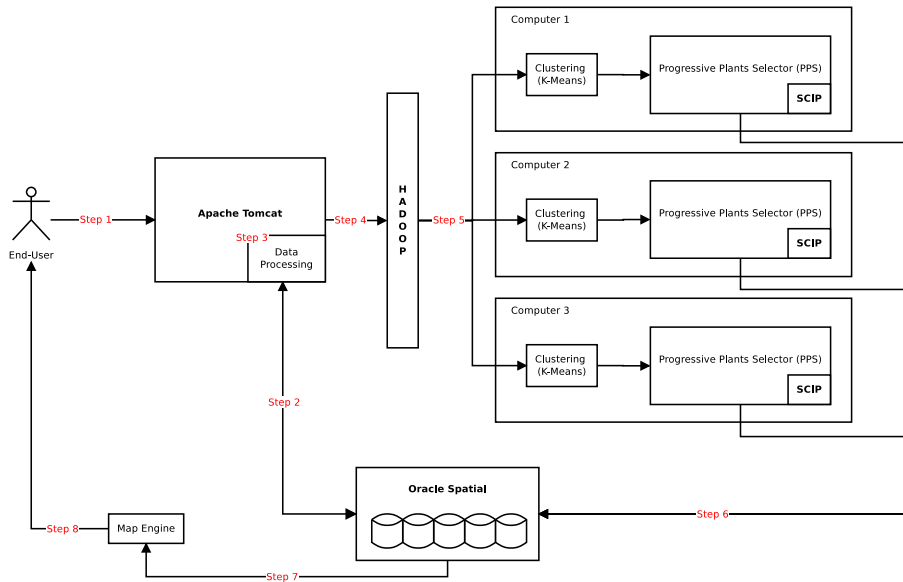 Computer 1
Clustering
(K-Means)
Progressive Plants Selector (PPS)
SCIP
Computer 2
Clustering
(K-Means)
Progressive Plants Selector (PPS)
SCIP
Computer 3
Clustering
(K-Means)
Progressive Plants Selector (PPS)
SCIP
End-User
Step 1
Apache Tomcat
Step 3
Data
Processing
Step 4
H
A
D
O
O
P
Step 5
Step 2
Oracle Spatial
Step 6
Step 7
Map Engine
Step 8